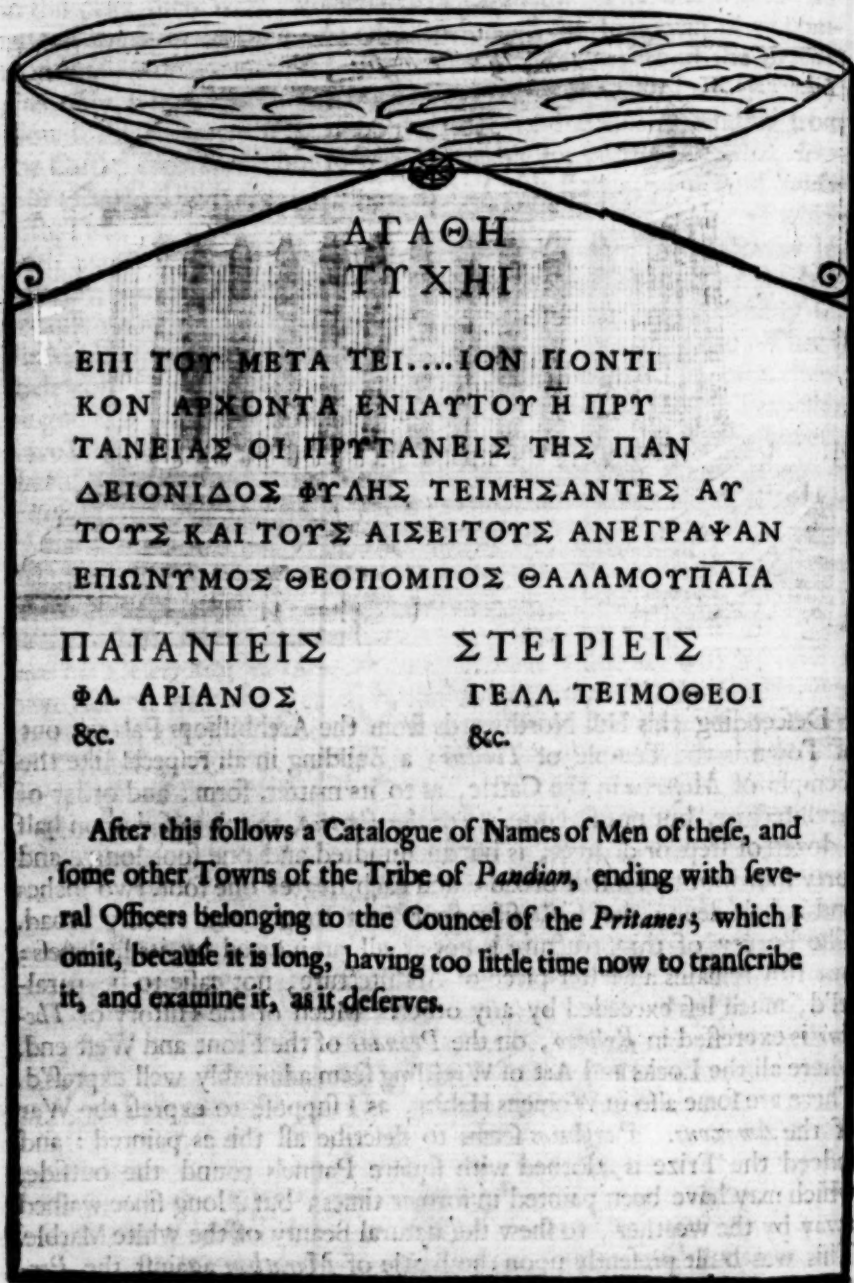 ΑΓΑΘΗ
ΤΥΧΗΙ
ΕΠΙ ΤΟΥ ΜΕΤΑ ΤΕΙ....ΙΟΝ ΠΟΝΤΙ
ΚΟΝ ΑΡΧΟΝΤΑ ΕΝΙΑΥΤΟΥ Η̅ ΠΡΥ
ΤΑΝΕΙΑΣ ΟΙ ΠΡΥΤΑΝΕΙΣ ΤΗΣ ΠΑΝ
ΔΕΙΟΝΙΔΟΣ ΦΥΛΗΣ ΤΕΙΜΗΣΑΝΤΕΣ ΑΥ
ΤΟΥΣ ΚΑΙ ΤΟΥΣ ΑΙΣΕΙΤΟΥΣ ΑΝΕΓΡΑΨΑΝ
ΕΠΩΝΥΜΟΣ ΘΕΟΠΟΜΠΟΣ ΘΑΛΑΜΟΥΠΑΙΑ
ΠΑΙΑΝΙΕΙΣ ΣΤΕΙΡΙΕΙΣ
ΦΛ. ΑΡΙΑΝΟΣ ΓΕΛΛ. ΤΕΙΜΟΘΕΟΙ
&c. &c.
After this follows a Catalogue of Names of Men of theſe, and
ſome other Towns of the Tribe of Pandion, ending with ſeve-
ral Officers belonging to the Councel of the Pritanes; which I
omit, becauſe it is long, having too little time now to tranſcribe
it, and examine it, as it deſerves.